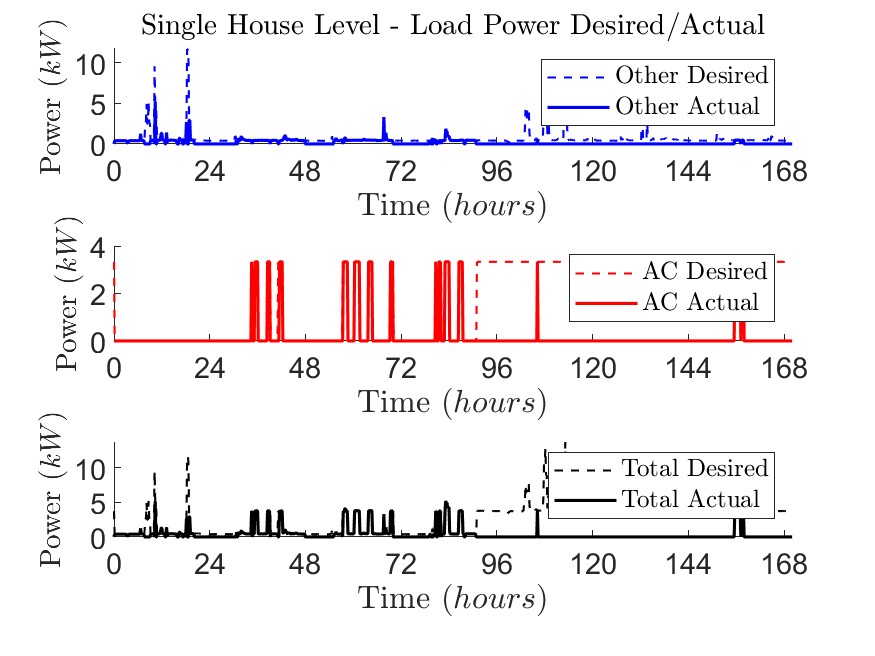 Single House Level - Load Power Desired/Actual
Power (kW)
10
5
0
Other Desired
Other Actual
0 24 48 72 96 120 144 168
Time (hours)
Power (kW)
4
2
0
AC Desired
AC Actual
0 24 48 72 96 120 144 168
Time (hours)
Power (kW)
10
5
0
Total Desired
Total Actual
0 24 48 72 96 120 144 168
Time (hours)